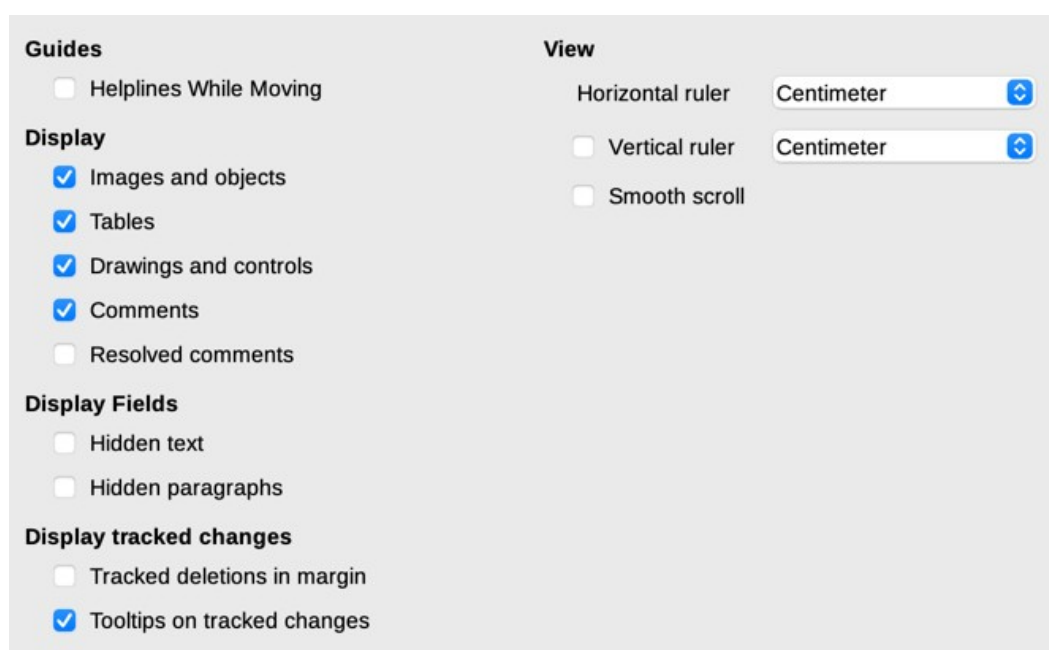 Guides
Helplines While Moving
Display
Images and objects
Tables
Drawings and controls
Comments
Resolved comments
Display Fields
Hidden text
Hidden paragraphs
Display tracked changes
Tracked deletions in margin
Tooltips on tracked changes
View
Horizontal ruler Centimeter
Vertical ruler Centimeter
Smooth scroll